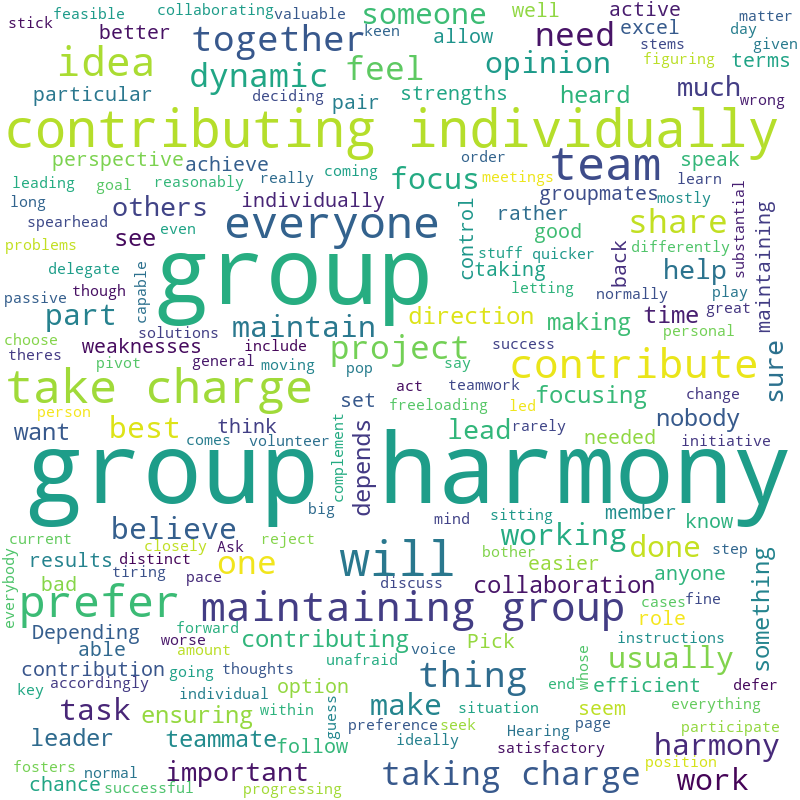 stick feasible collaborating someone well active matter
better together keen allow need excel stems day given
idea dynamic feel opinion figuring terms
particular deciding pair strengths heard much wrong
contributing individually
perspective achieve order team speak
leading goal reasonably really coming focus meetings groupmates learn mostly
long others individually control rather share substantial maintaining
spearhead even everyone good differently
problems see group stuff quicker back help
delegate capable taking letting
passive though part maintain direction making normally time play great personal
choose solutions
theres weaknesses include project success sure
pivot general moving pop say contribute
take charge act teamwork focusing change
person set freeloading led nobody
want best think depends lead rarely needed initiative
comes volunteer complement
group harmony
big mind sitting member know
current believe working step
everybody results closely Ask reject one will bother easier done something
distinct tiring pace discuss collaboration anyone
bad cases fine
prefer maintaining group role
Depending forward contributing voice Pick instructions
able worse amount unafraid thing usually
contribution going thoughts whose
key accordingly individual option end efficient defer
task ensuring within guess make situation seem everything
leader teammate preference seek Hearing page participate
follow ideally satisfactory harmony
fosters normal important taking charge position work
chance successful progressing